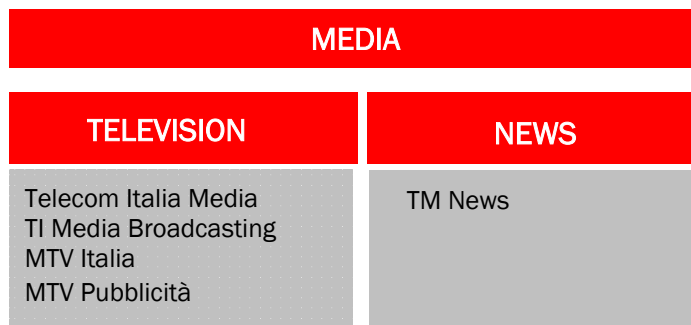 MEDIA
TELEVISION
NEWS
Telecom Italia Media
TI Media Broadcasting
MTV Italia
MTV Pubblicità
TM News